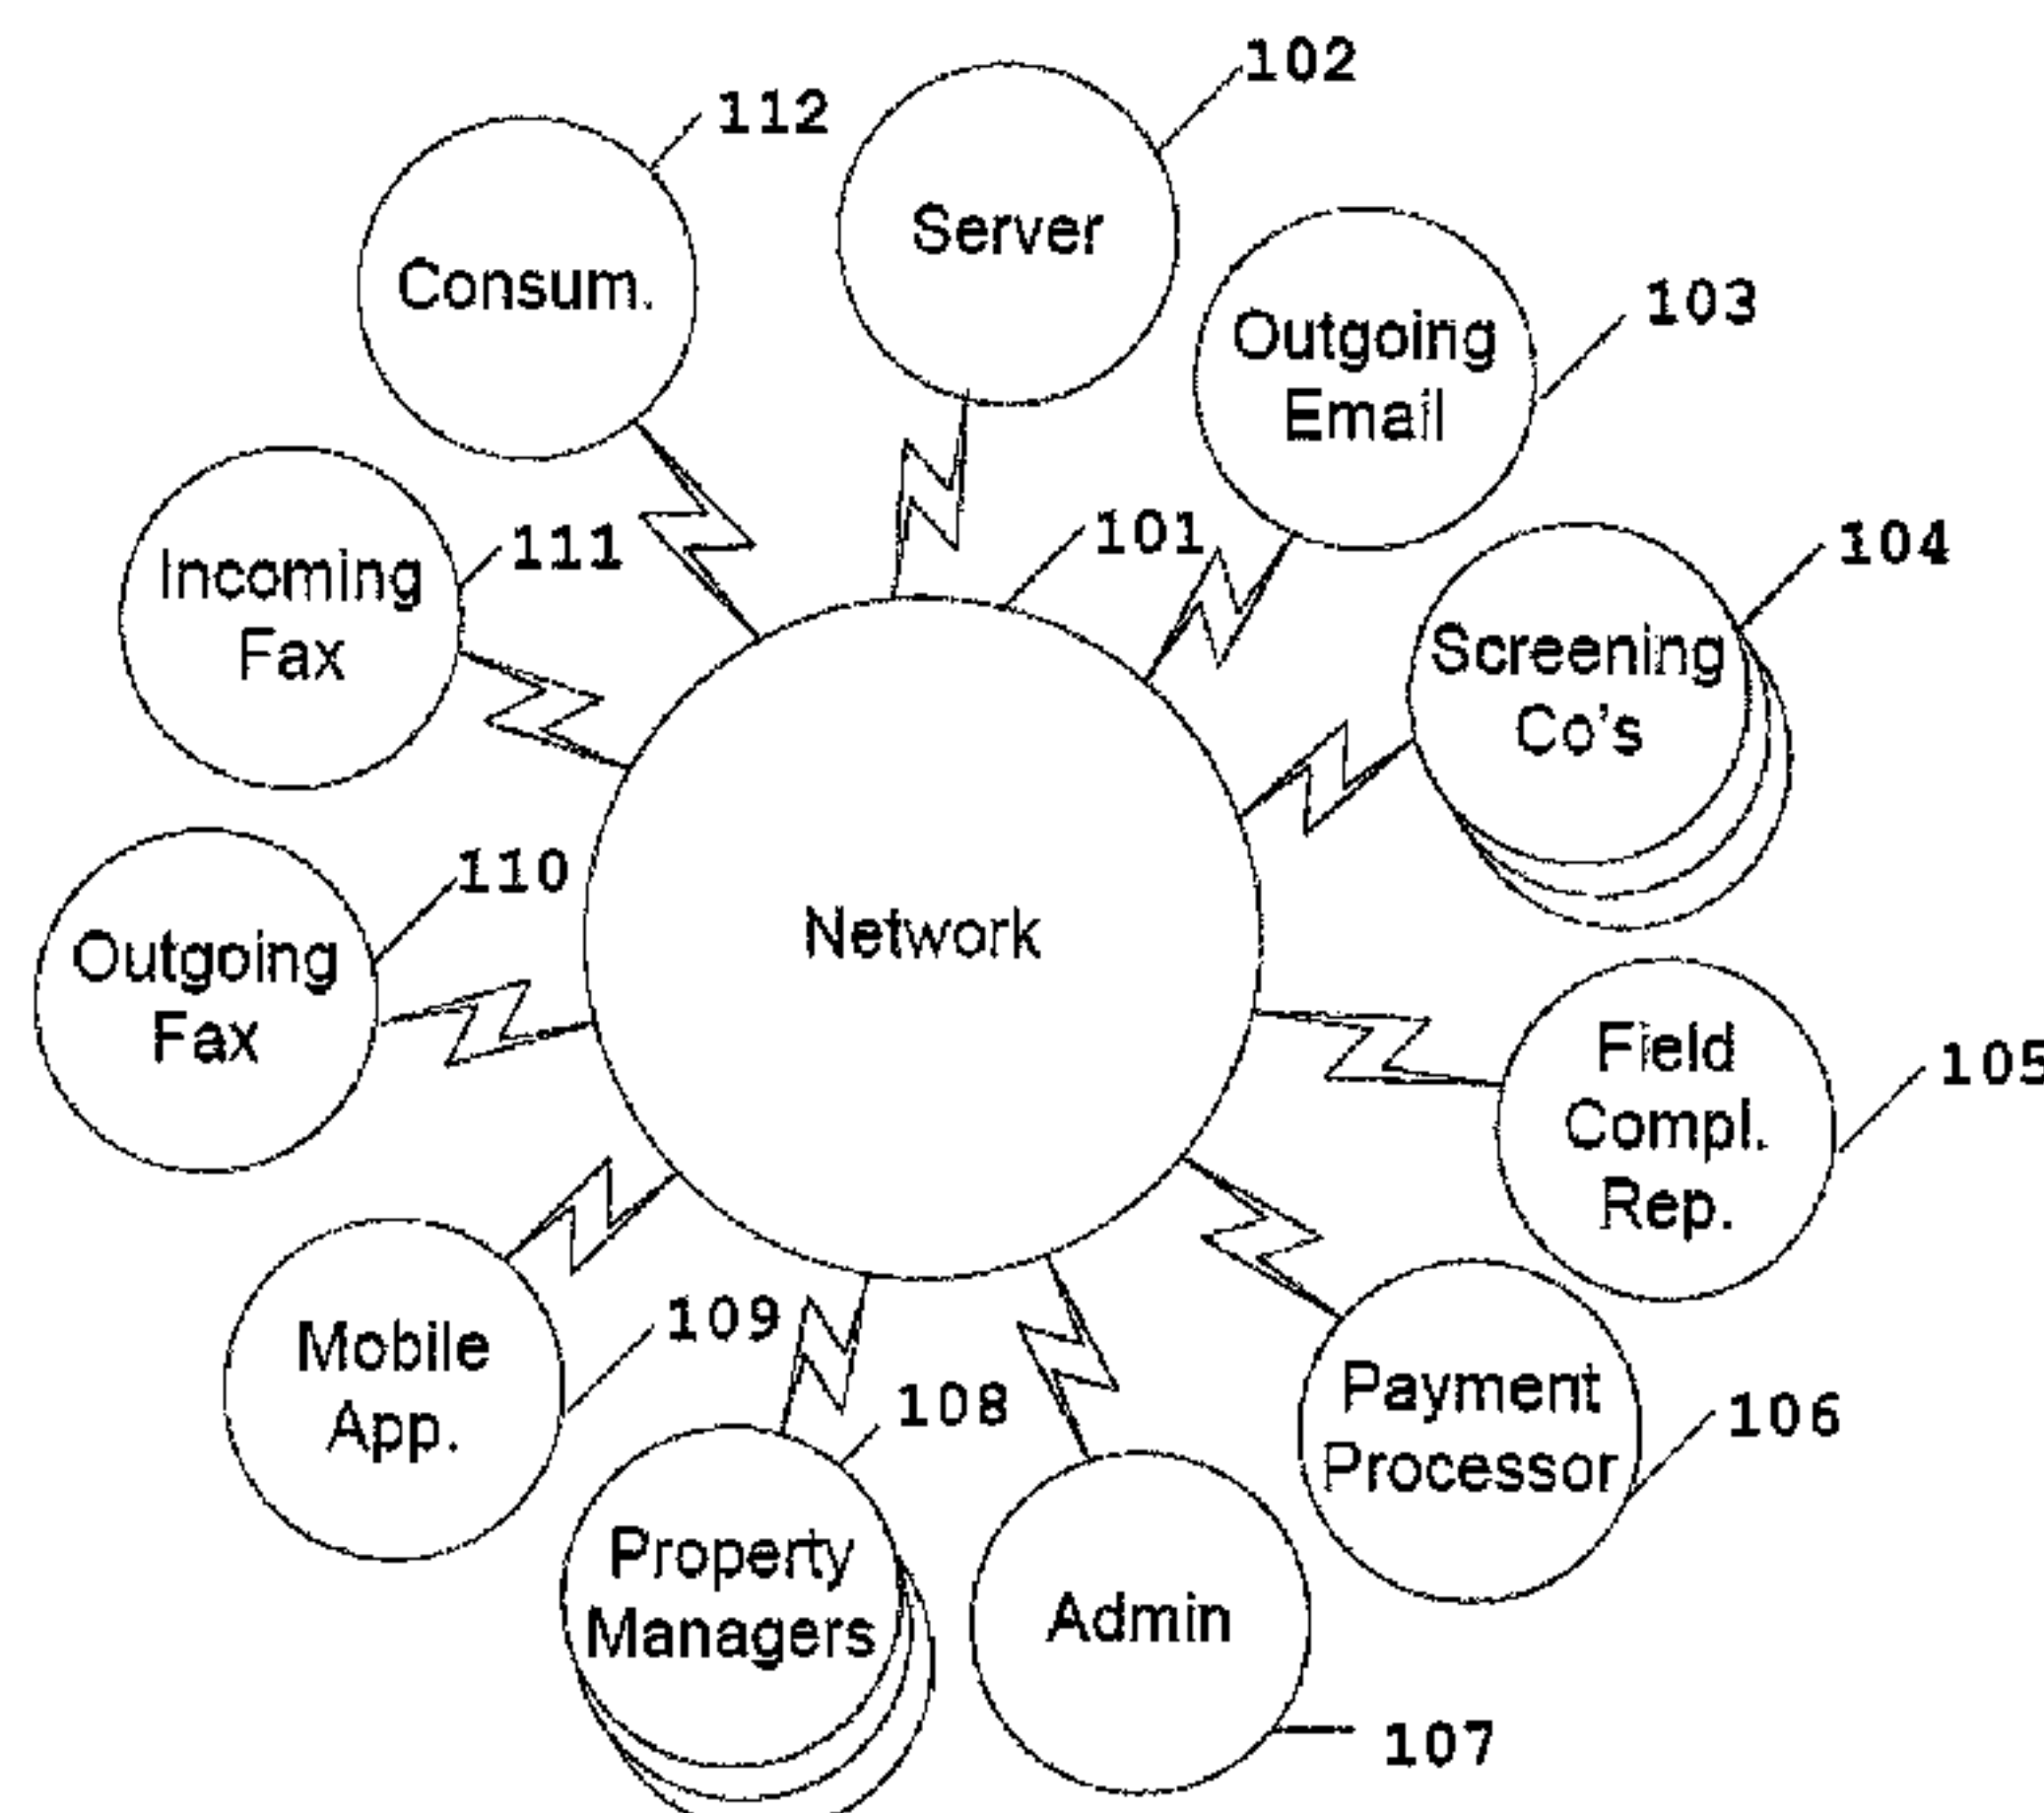 102
112
Server
Consum.
103
Outgoing
Email
101
104
111
Incoming
Fax
Screening
Co's
110
Network
Outgoing
Fax
Field
Compl.
Rep.
105
109
Mobile
App.
108
Payment
Processor
106
Property
Managers
Admin
107